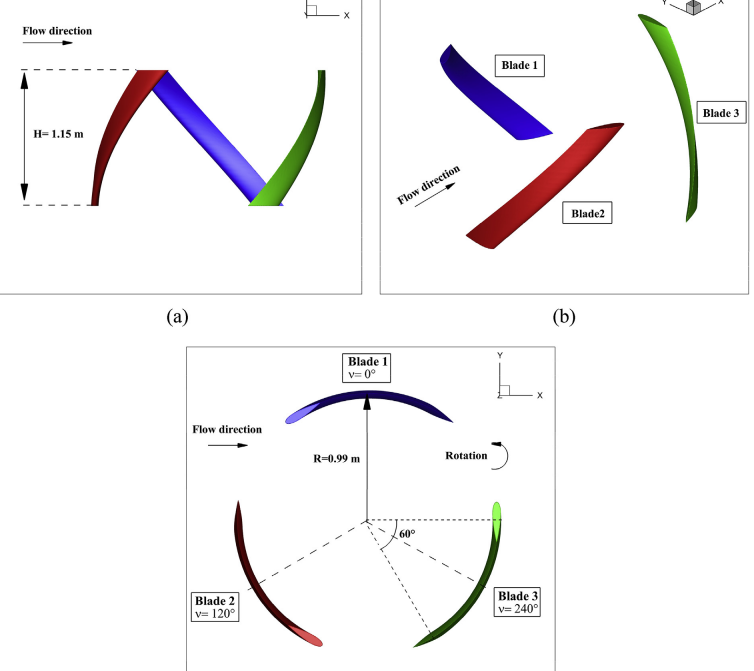 Flow direction
X
H= 1.15 m
(a)
Y
X
Blade 1
Blade 3
Flow direction
Blade2
(b)
Blade 1
ν= 0°
Y
Z
X
Flow direction
R=0.99 m
Rotation
60°
Blade 2
ν= 120°
Blade 3
ν= 240°